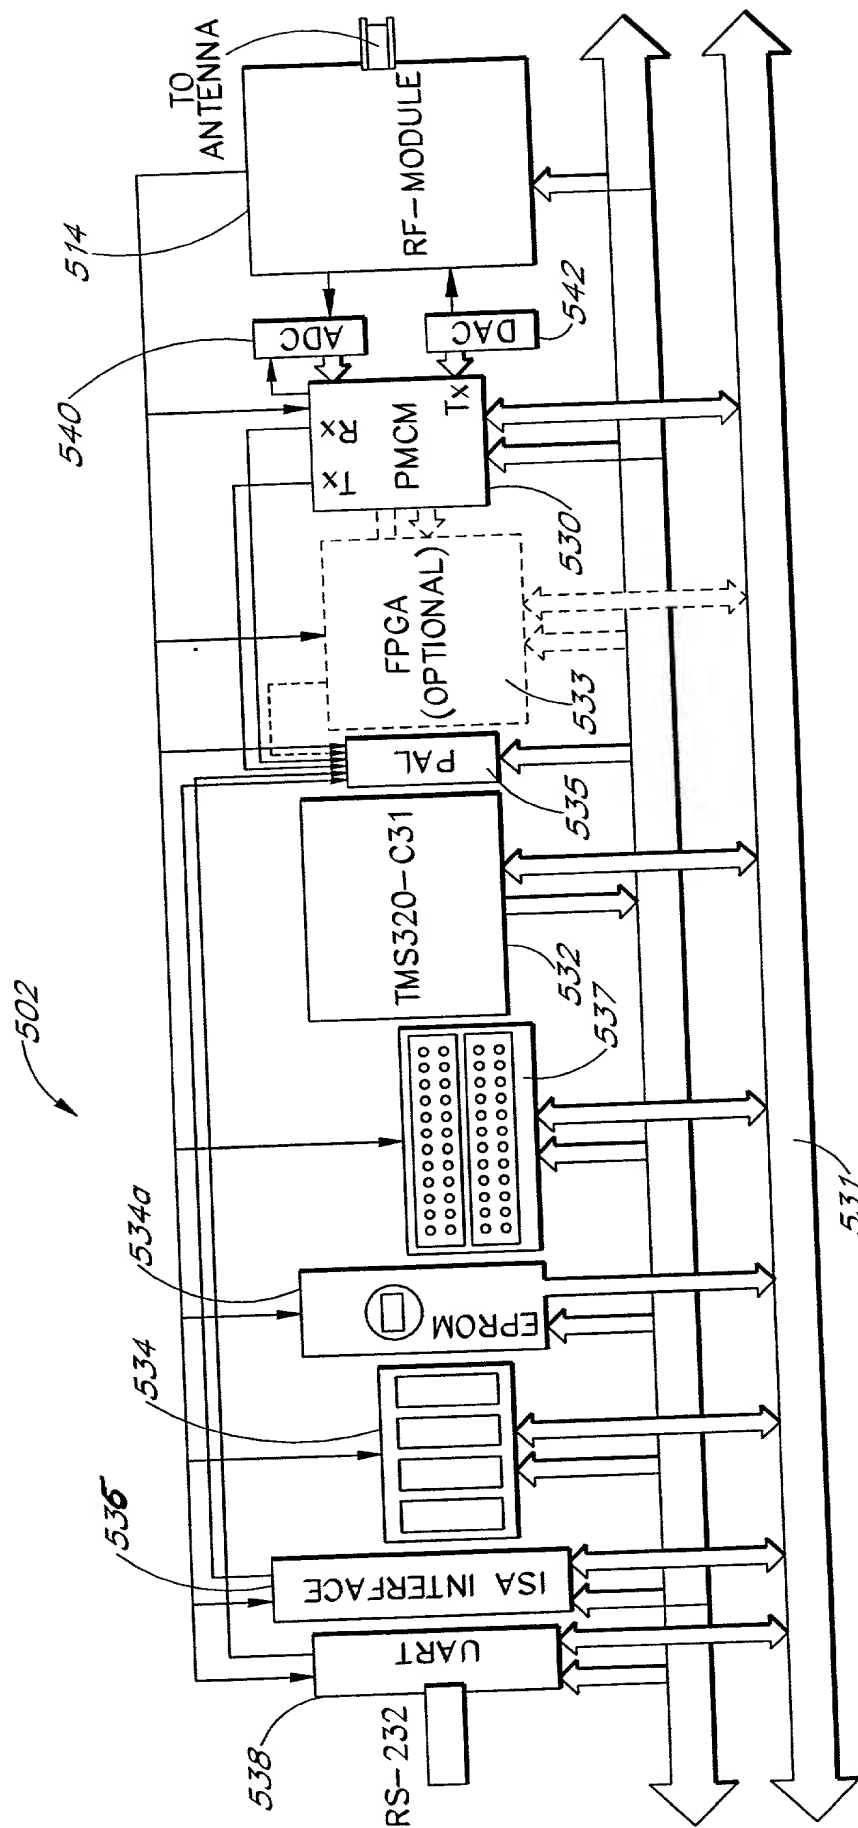 502
TO
ANTENNA
514
RF-MODULE
540
ADC
DAC
542
Rx
Tx
Tx
PMCM
530
FPGA
(OPTIONAL)
533
PAL
535
TMS320-C31
532
537
534a
EPROM
534
536
ISA INTERFACE
UART
538
RS-232
531